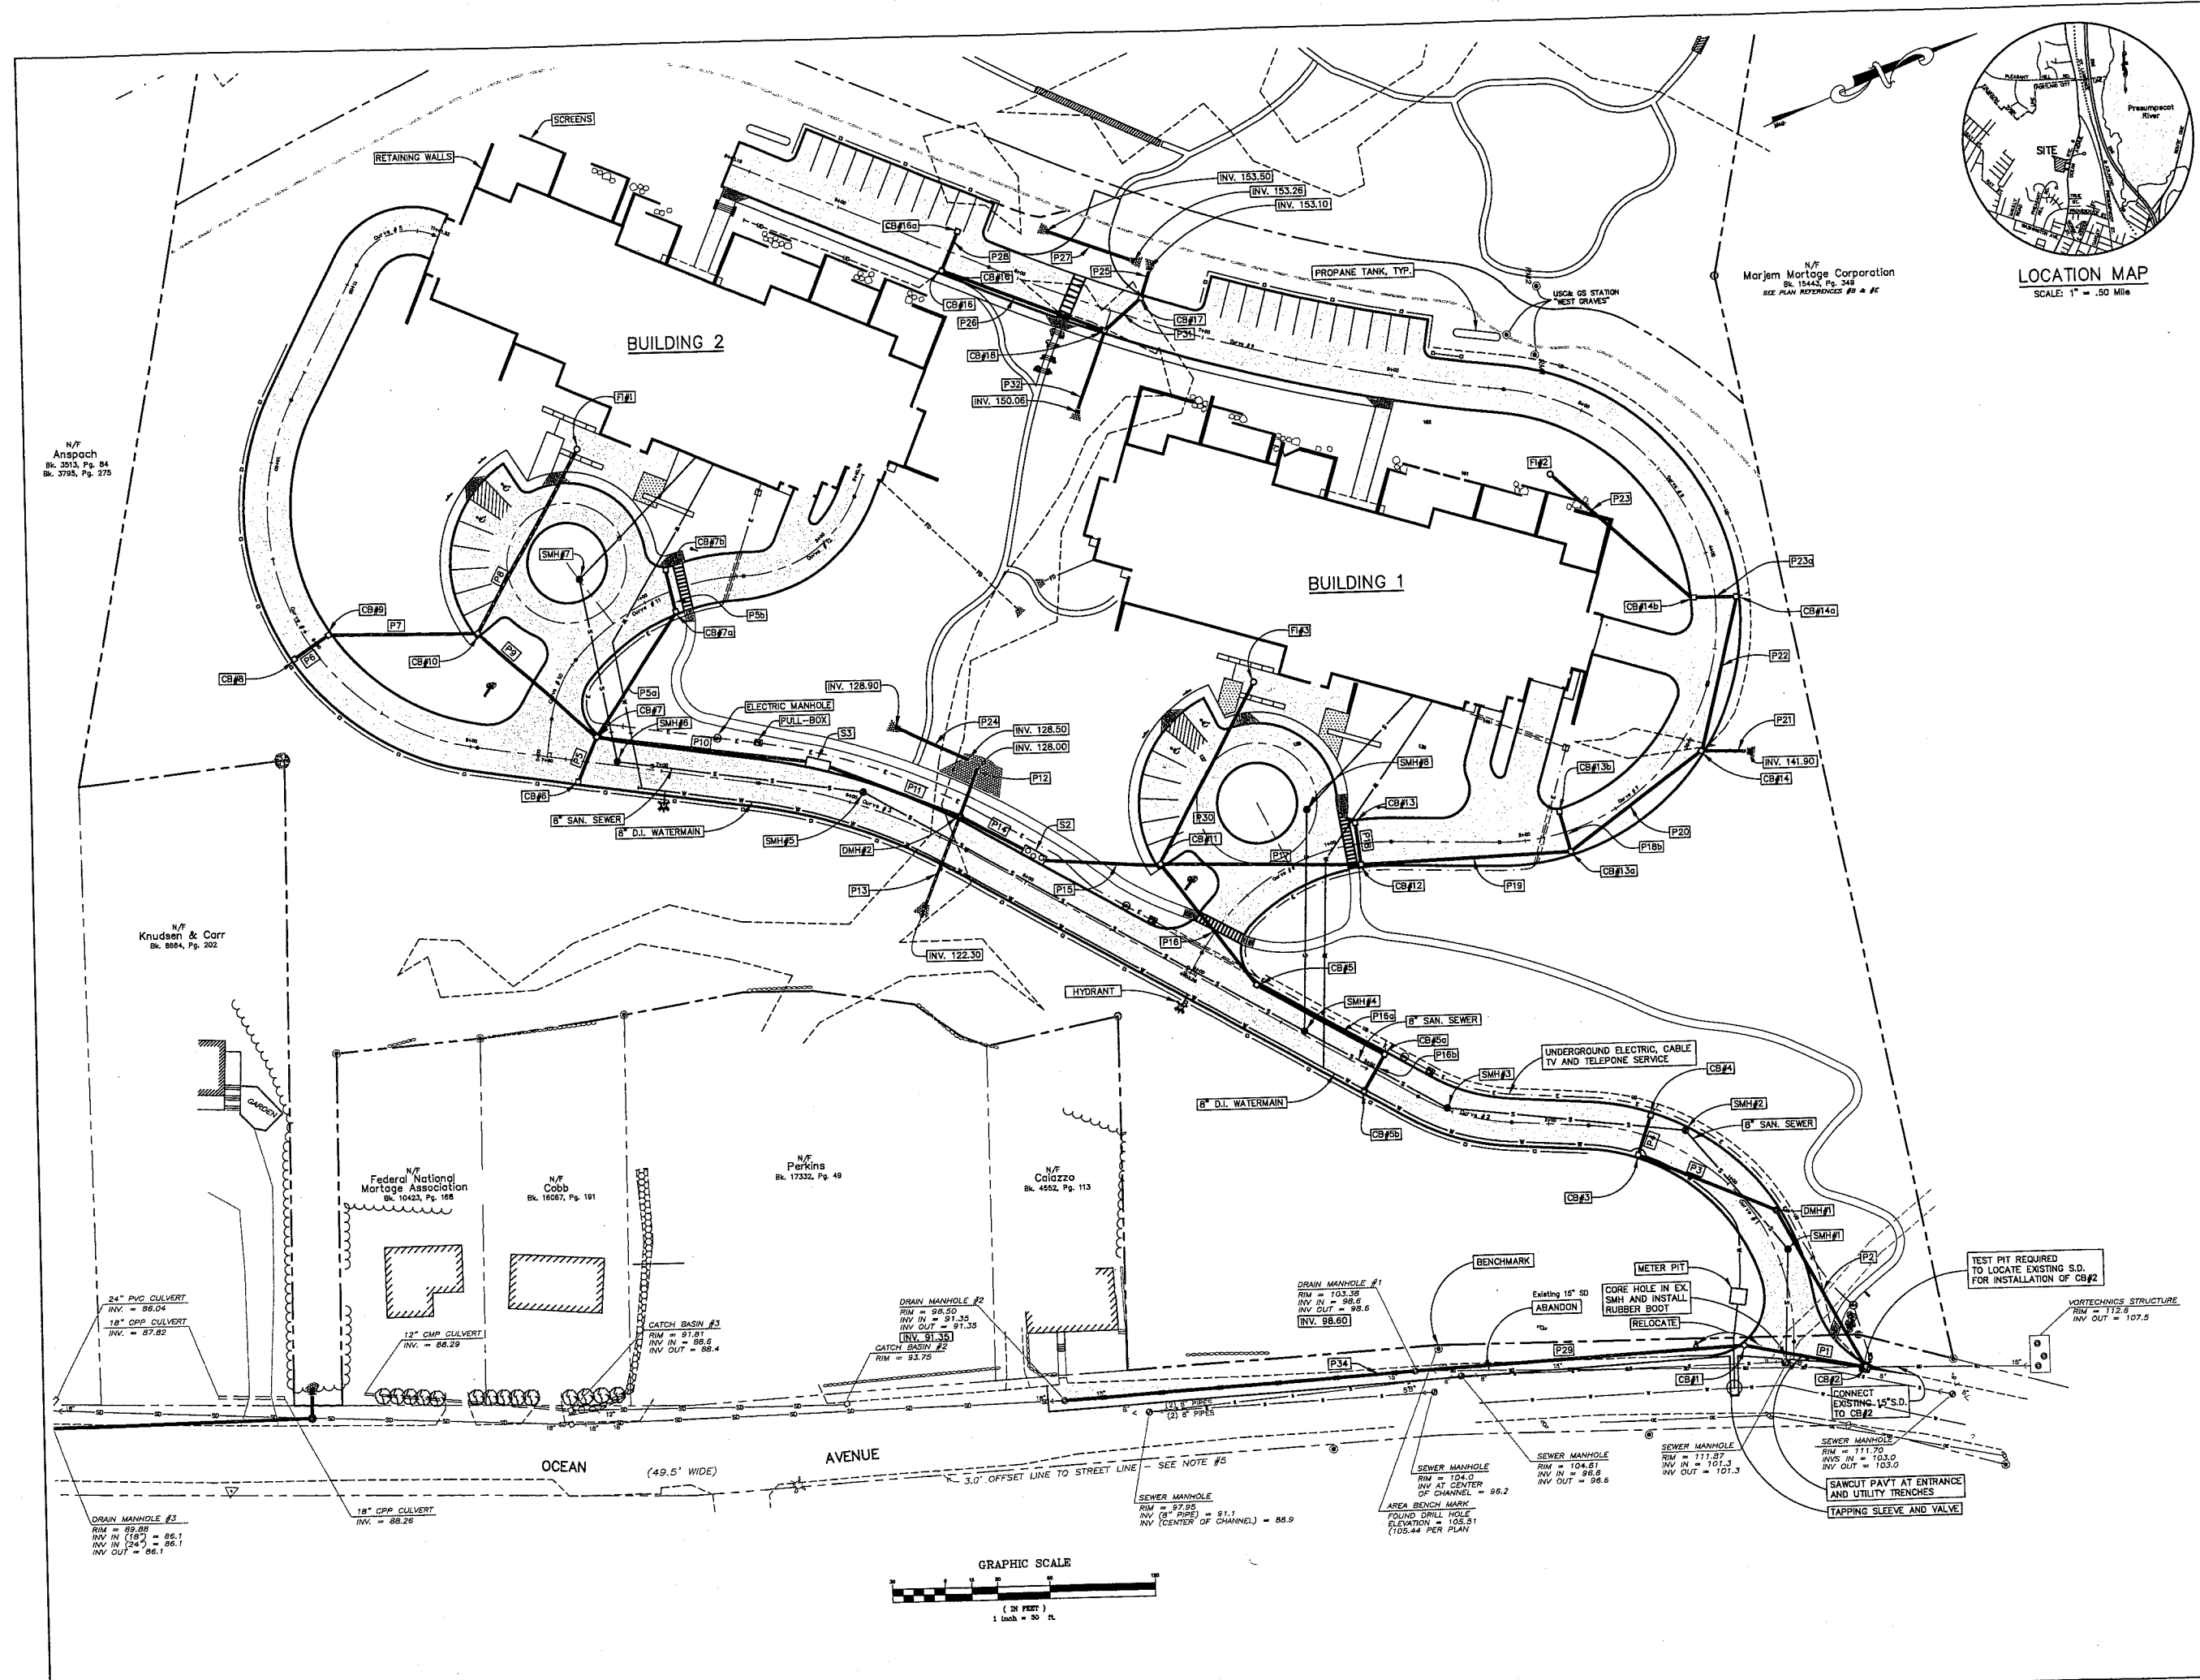 SCREENS
RETAINING WALLS
CB#16a
P28
P27
P25
INV. 153.50
INV. 153.26
INV. 153.10
CB#16
CB#16
P26
CB#17
P31
CB#18
P32
INV. 150.06
PROPANE TANK, TYP.
USC& GS STATION
"WEST GRAVES"
N/F
Marjem Mortage Corporation
Bk. 15443, Pg. 349
SEE PLAN REFERENCES #B & #E
SITE
Presumpscot
River
LOCATION MAP
SCALE: 1" = .50 Mile
BUILDING 2
BUILDING 1
N/F
Anspach
Bk. 3513, Pg. 84
Bk. 3795, Pg. 275
FI#1
SMH#7
P8
CB#7b
P5b
CB#7a
CB#9
P7
P6
CB#8
CB#10
P9
P5a
CB#7
SMH#6
ELECTRIC MANHOLE
PULL-BOX
P10
S3
P5
CB#6
8" SAN. SEWER
8" D.I. WATERMAIN
SMH#5
DMH#2
P11
P13
INV. 122.30
INV. 128.90
P24
INV. 128.50
INV. 128.00
P12
P14
S2
P15
FI#2
P23
P23a
CB#14b
CB#14a
P22
P21
INV. 141.90
CB#14
FI#3
SMH#8
CB#13b
CB#13
P20
P18b
CB#13a
P19
CB#12
P17
P30
CB#11
P16
CB#5
HYDRANT
SMH#4
P16a
8" SAN. SEWER
CB#5a
P16b
SMH#3
UNDERGROUND ELECTRIC, CABLE
TV AND TELEPONE SERVICE
CB#4
SMH#2
8" SAN. SEWER
8" D.I. WATERMAIN
CB#5b
P4
P3
CB#3
DMH#1
SMH#1
P2
N/F
Knudsen & Carr
Bk. 8684, Pg. 202
GARDEN
N/F
Federal National
Mortage Association
Bk. 10423, Pg. 168
N/F
Cobb
Bk. 16067, Pg. 191
N/F
Perkins
Bk. 17332, Pg. 49
N/F
Caiazzo
Bk. 4552, Pg. 113
BENCHMARK
METER PIT
CORE HOLE IN EX.
SMH AND INSTALL
RUBBER BOOT
RELOCATE
TEST PIT REQUIRED
TO LOCATE EXISTING S.D.
FOR INSTALLATION OF CB#2
VORTECHNICS STRUCTURE
RIM = 112.6
INV OUT = 107.5
Existing 15" SD
ABANDON
DRAIN MANHOLE #1
RIM = 103.38
INV IN = 98.6
INV OUT = 98.6
INV. 98.60
DRAIN MANHOLE #2
RIM = 98.50
INV IN = 91.35
INV OUT = 91.35
INV. 91.35
CATCH BASIN #2
RIM = 93.75
CATCH BASIN #3
RIM = 91.81
INV IN = 88.6
INV OUT = 88.4
12" CMP CULVERT
INV. = 88.29
24" PVC CULVERT
INV. = 86.04
18" CPP CULVERT
INV. = 87.82
P34
P29
P1
CB#1
CB#2
CONNECT
EXISTING 15"S.D.
TO CB#2
(2) 6" PIPES
(2) 8" PIPES
OCEAN
(49.5' WIDE)
AVENUE
3.0' OFFSET LINE TO STREET LINE - SEE NOTE #5
18" CPP CULVERT
INV. = 88.26
DRAIN MANHOLE #3
RIM = 89.88
INV IN (18") = 86.1
INV IN (24") = 86.1
INV OUT = 86.1
SEWER MANHOLE
RIM = 97.95
INV (8" PIPE) = 91.1
INV (CENTER OF CHANNEL) = 88.9
SEWER MANHOLE
RIM = 104.0
INV AT CENTER
OF CHANNEL = 96.2
AREA BENCH MARK
FOUND DRILL HOLE
ELEVATION = 105.51
(105.44 PER PLAN
SEWER MANHOLE
RIM = 104.61
INV IN = 96.6
INV OUT = 96.6
SEWER MANHOLE
RIM = 111.87
INV IN = 101.3
INV OUT = 101.3
SEWER MANHOLE
RIM = 111.70
INVS IN = 103.0
INV OUT = 103.0
SAWCUT PAV'T AT ENTRANCE
AND UTILITY TRENCHES
TAPPING SLEEVE AND VALVE
GRAPHIC SCALE
( IN FEET )
1 inch = 30 ft.